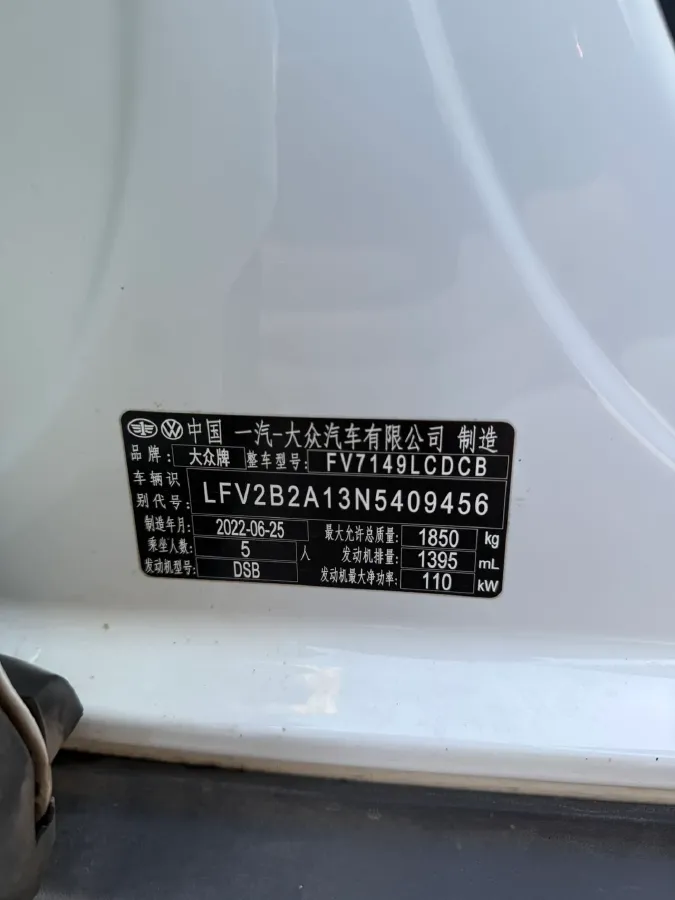 中国 一汽-大众汽车有限公司 制造
品牌: 大众牌 整车型号: FV7149LCDCB
车辆识别代号: LFV2B2A13N5409456
制造年月: 2022-06-25 最大允许总质量: 1850 kg
乘坐人数: 5 人 发动机排量: 1395 mL
发动机型号: DSB 发动机最大净功率: 110 kW